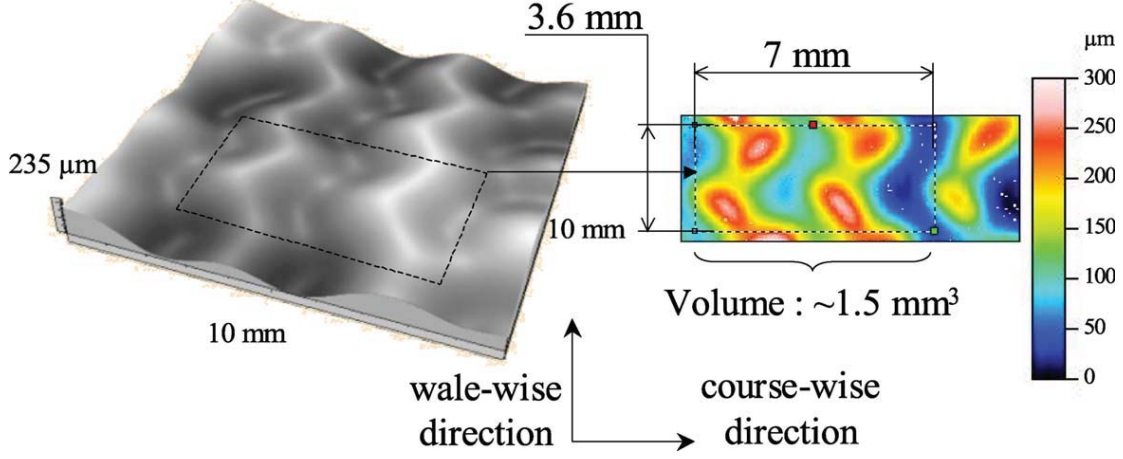 3.6 mm
7 mm
µm
300
250
200
150
100
50
0
235 µm
10 mm
10 mm
Volume : ~1.5 mm³
wale-wise
direction
course-wise
direction